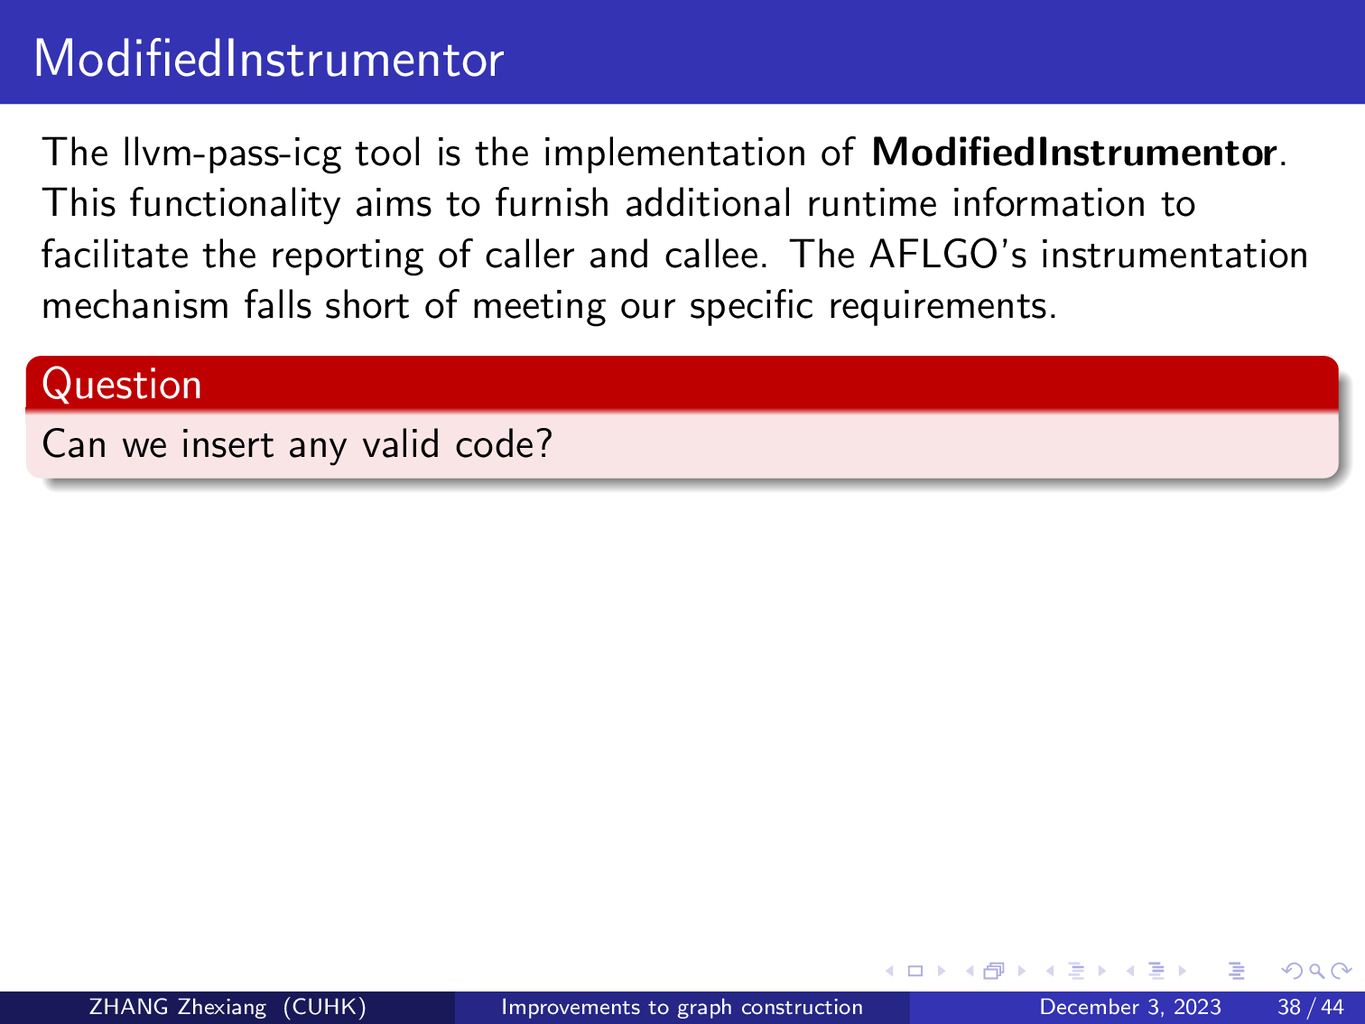 ModifiedInstrumentor
The llvm-pass-icg tool is the implementation of ModifiedInstrumentor.
This functionality aims to furnish additional runtime information to
facilitate the reporting of caller and callee. The AFLGO's instrumentation
mechanism falls short of meeting our specific requirements.
Question
Can we insert any valid code?
ZHANG Zhexiang (CUHK) Improvements to graph construction December 3, 2023 38 / 44